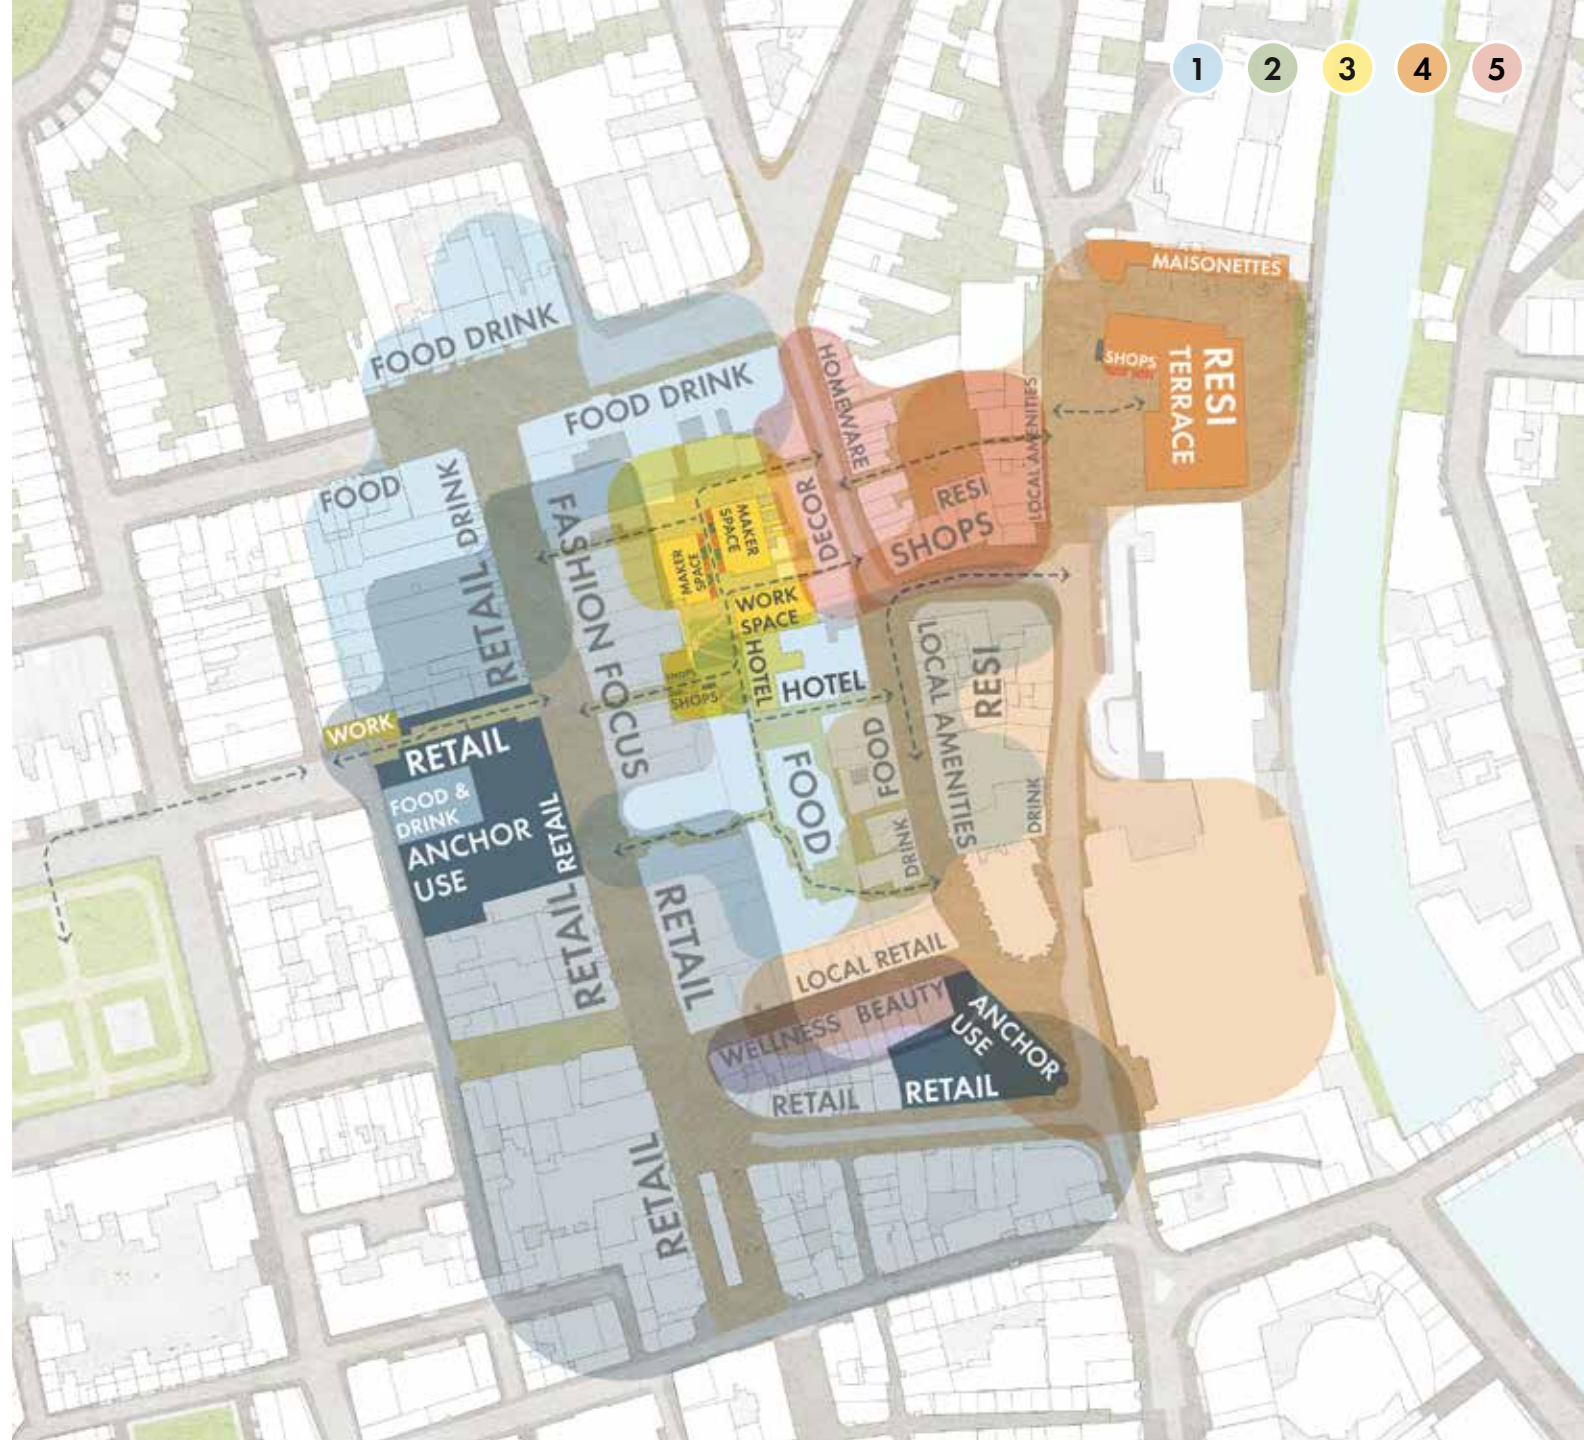 1 2 3 4 5
MAISONETTES
FOOD DRINK
HOMEWARE
SHOPS
RESI
TERRACE
FOOD DRINK
LOCAL AMENITIES
FOOD
DRINK
RETAIL
FASHION FOCUS
MAKER
SPACE
MAKER
SPACE
DECOR
RESI
SHOPS
WORK
SPACE
HOTEL
HOTEL
SHOPS
SHOPS
LOCAL AMENITIES
RESI
DRINK
WORK
RETAIL
FOOD &
DRINK
ANCHOR
USE
RETAIL
FOOD
FOOD
DRINK
RETAIL
RETAIL
LOCAL RETAIL
WELLNESS BEAUTY
ANCHOR
USE
RETAIL
RETAIL
RETAIL